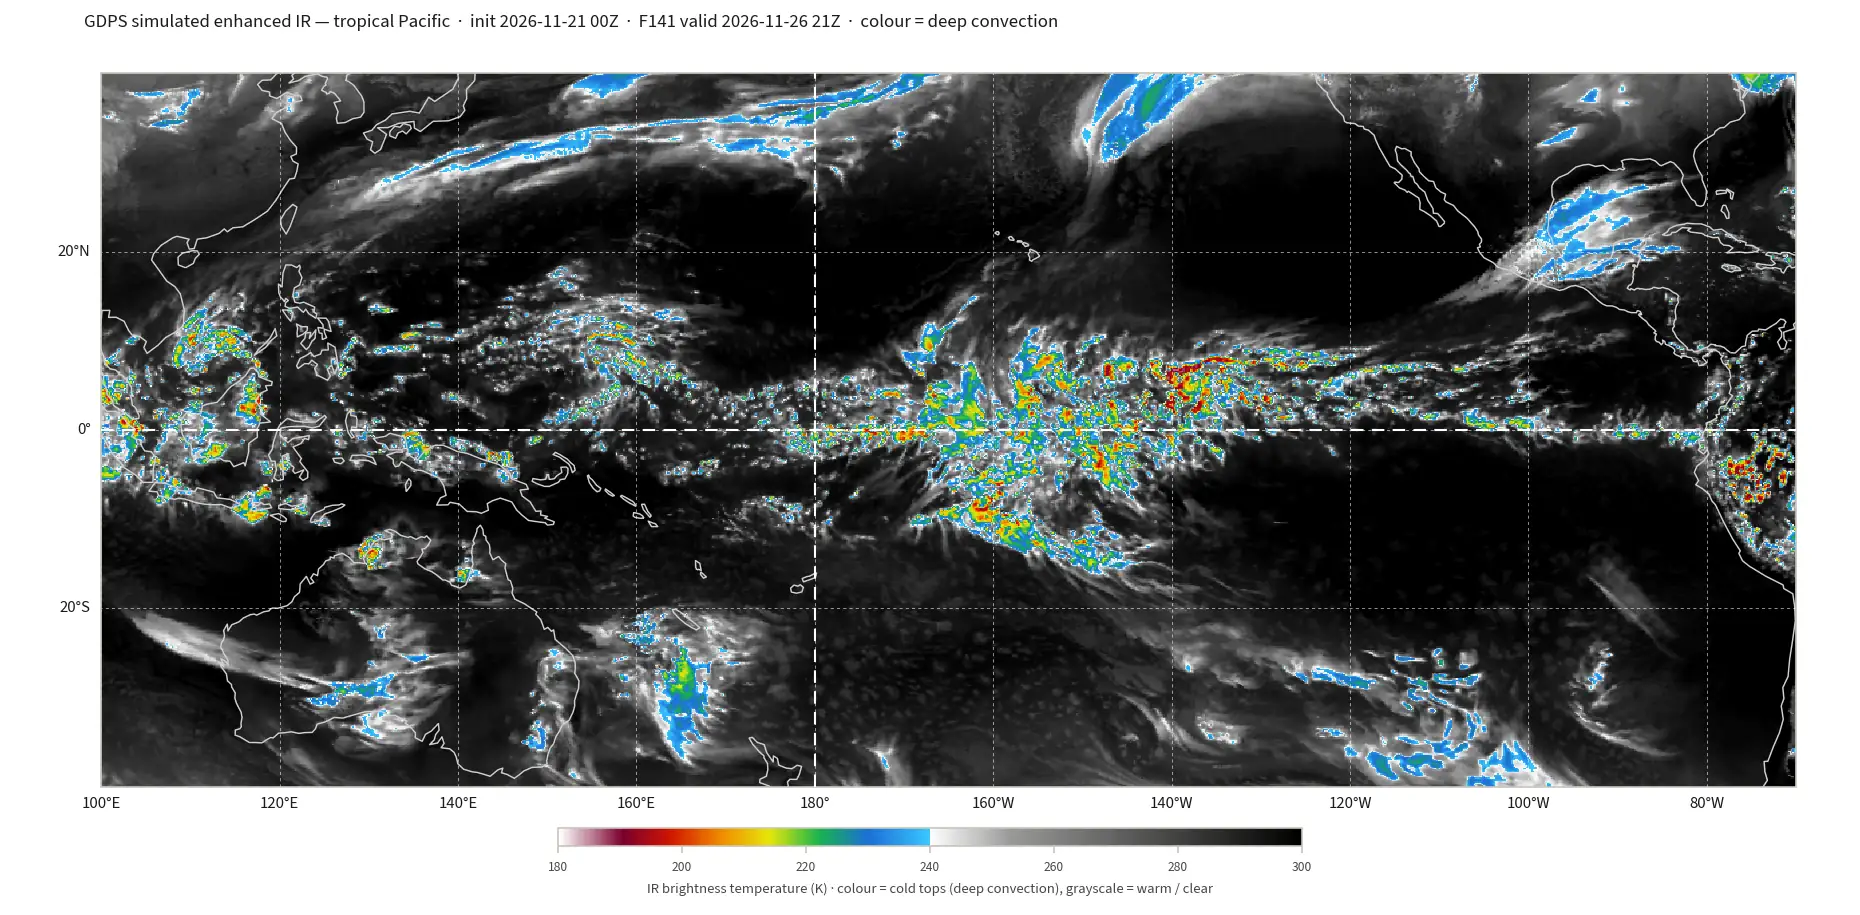 GDPS simulated enhanced IR — tropical Pacific · init 2026-11-21 00Z · F141 valid 2026-11-26 21Z · colour = deep convection
20°N
0°
20°S
100°E 120°E 140°E 160°E 180° 160°W 140°W 120°W 100°W 80°W
180 200 220 240 260 280 300
IR brightness temperature (K) · colour = cold tops (deep convection), grayscale = warm / clear